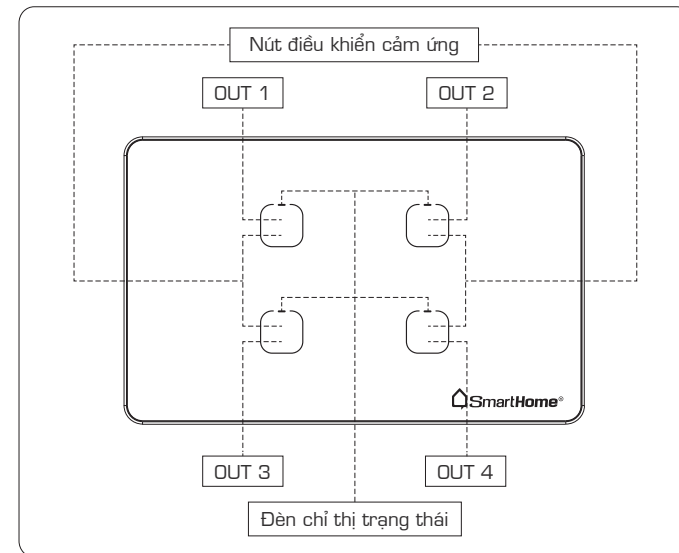 Nút điều khiển cảm ứng
OUT 1
OUT 2
SmartHome®
OUT 3
OUT 4
Đèn chỉ thị trạng thái